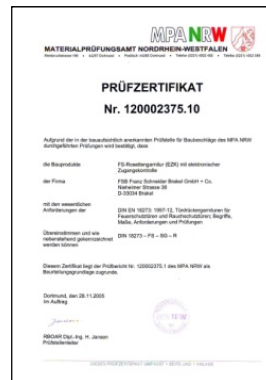 MPA NRW
MATERIALPRÜFUNGSAMT NORDRHEIN-WESTFALEN
PRÜFZERTIFIKAT
Nr. 120002375.10
Aufgrund der in der bauaufsichtlich anerkannten Prüfstelle für Baubeschläge des MPA NRW
durchgeführten Prüfungen wird bestätigt, dass
die Bauprodukte FS-Rosettengarnitur (EZK) mit elektronischer
Zugangskontrolle
der Firma FSB Franz Schneider Brakel GmbH + Co.
Nieheimer Strasse 38
D-33034 Brakel
mit den wesentlichen
Anforderungen der DIN EN 18273: 1997-12, Türdrückergarnituren für
Feuerschutztüren und Rauchschutztüren; Begriffe,
Maße, Anforderungen und Prüfungen
Übereinstimmen und wie
nebenstehend gekennzeichnet
werden können DIN 18273 – FS – BG – R
Diesem Zertifikat liegt der Prüfbericht Nr. 120002375.1 des MPA NRW als
Beurteilungsgrundlage zugrunde.
Dortmund, den 28.11.2005
Im Auftrag
RBOAR Dipl.-Ing. H. Jansen
Prüfstellenleiter